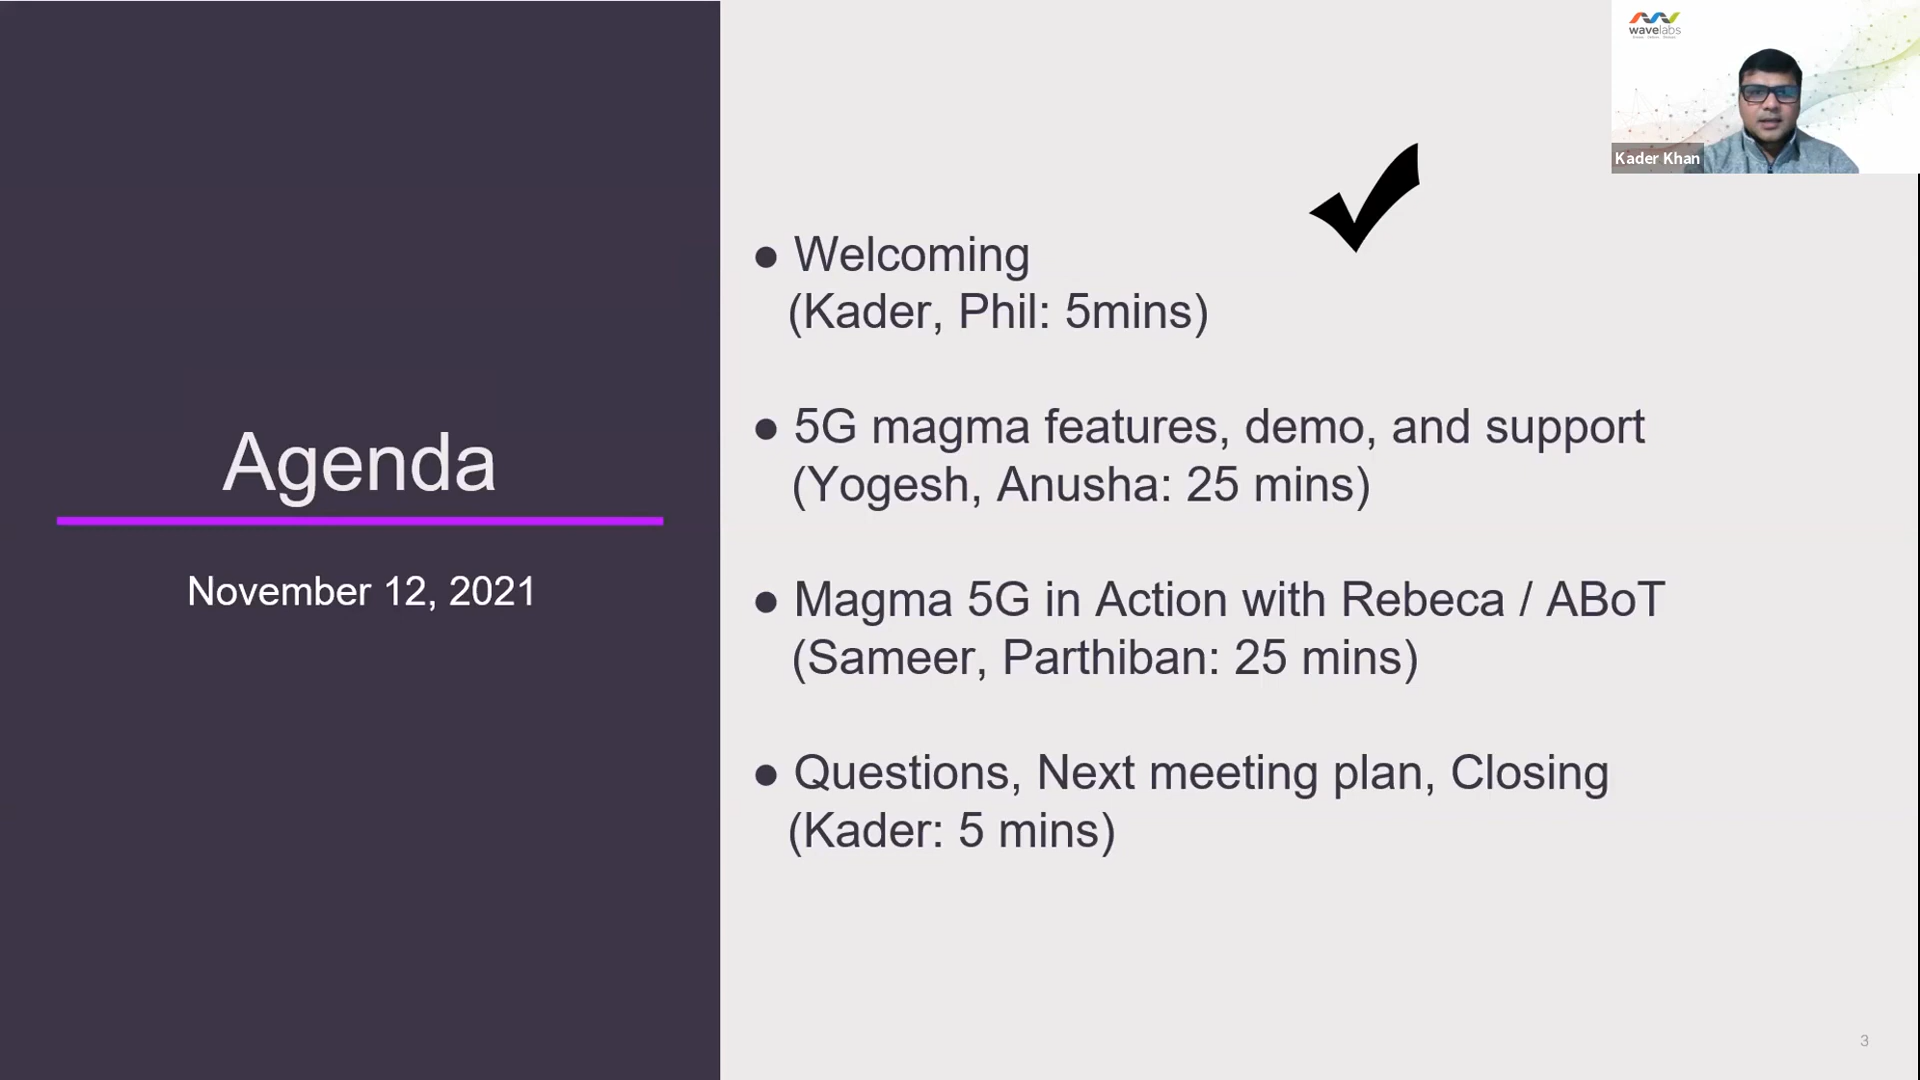 Agenda
November 12, 2021
● Welcoming
(Kader, Phil: 5mins)
● 5G magma features, demo, and support
(Yogesh, Anusha: 25 mins)
● Magma 5G in Action with Rebeca / ABoT
(Sameer, Parthiban: 25 mins)
● Questions, Next meeting plan, Closing
(Kader: 5 mins)
wavelabs
Kader Khan
3